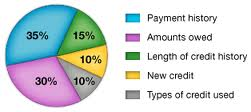 35%
15%
10%
10%
30%
Payment history
Amounts owed
Length of credit history
New credit
Types of credit used